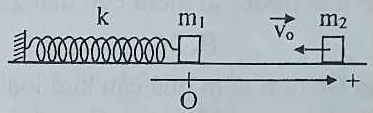 k m₁ v₀ m₂
O +